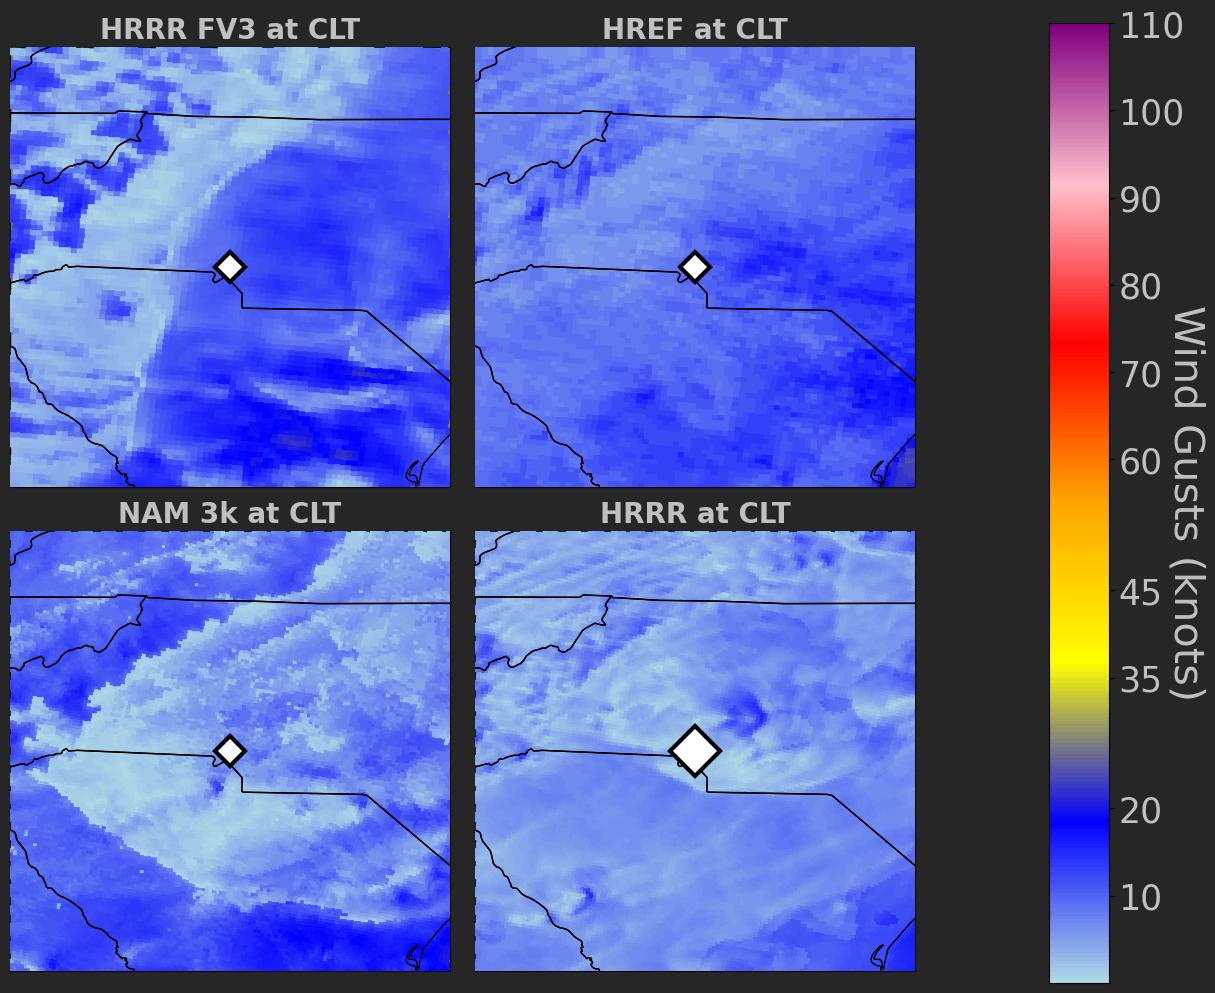 HRRR FV3 at CLT
HREF at CLT
NAM 3k at CLT
HRRR at CLT
110
100
90
80
70
60
45
35
20
10
Wind Gusts (knots)